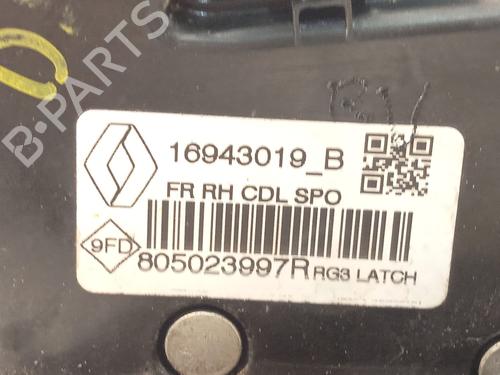 B-PARTS
16943019_B
FR RH CDL SPO
9FD
805023997R RG3 LATCH